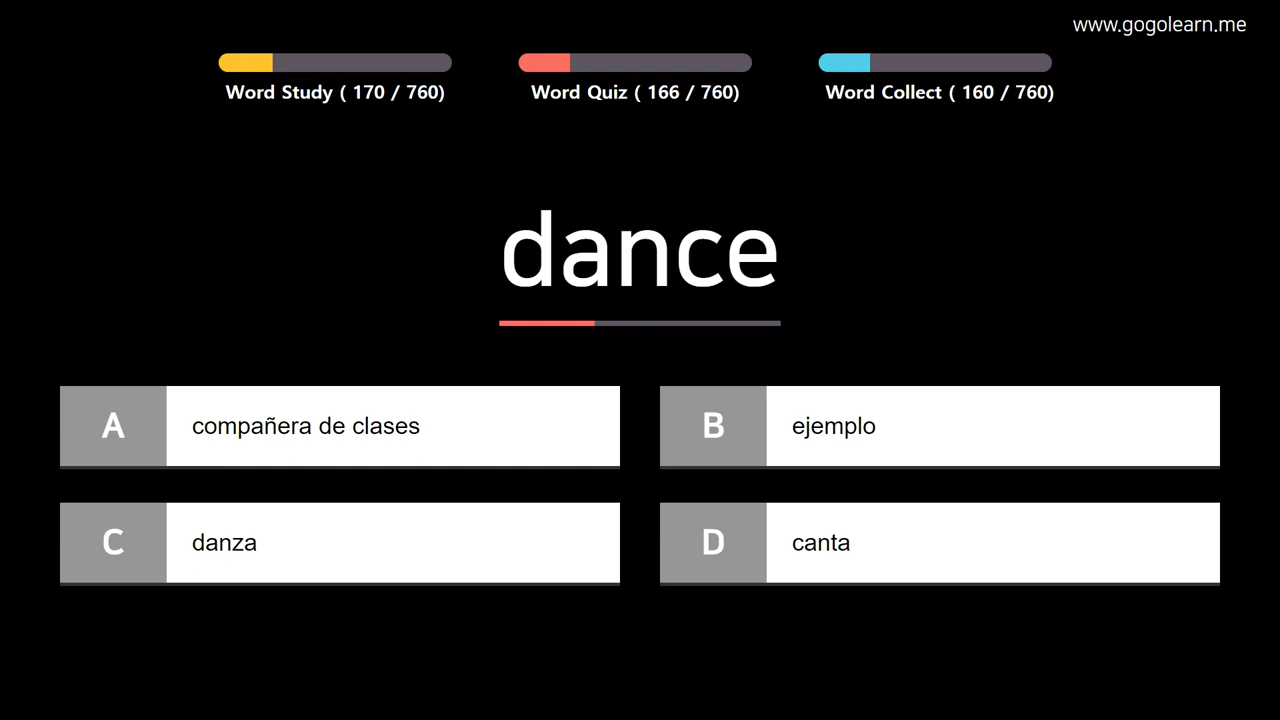 www.gogolearn.me
Word Study ( 170 / 760)
Word Quiz ( 166 / 760)
Word Collect ( 160 / 760)
dance
A
compañera de clases
B
ejemplo
C
danza
D
canta